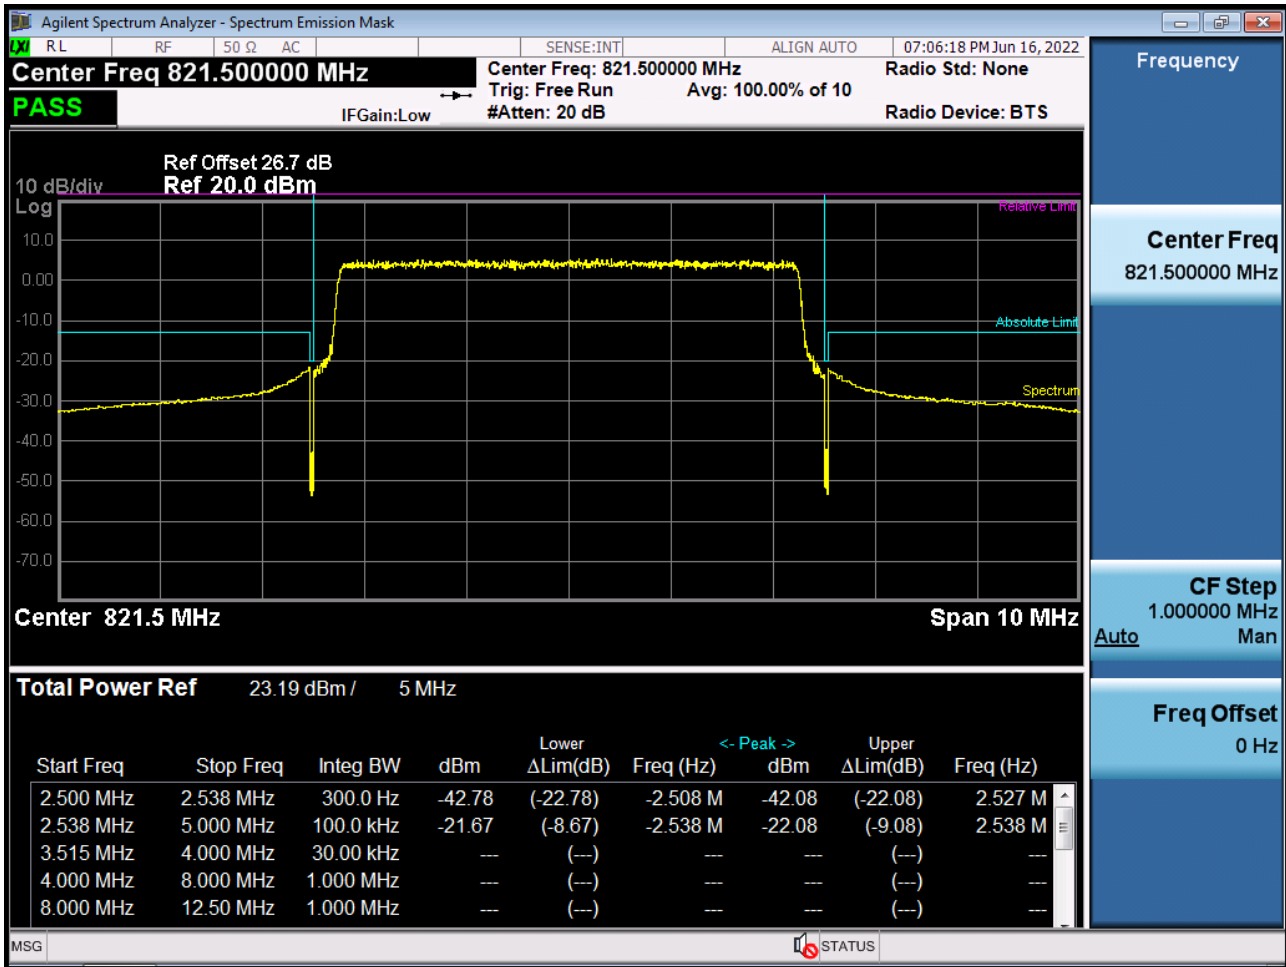 Agilent Spectrum Analyzer - Spectrum Emission Mask
LXI RL RF 50 Ω AC SENSE:INT ALIGN AUTO 07:06:18 PM Jun 16, 2022
Center Freq 821.500000 MHz
Center Freq: 821.500000 MHz
Radio Std: None
Trig: Free Run
Avg: 100.00% of 10
PASS
IFGain:Low
#Atten: 20 dB
Radio Device: BTS
Ref Offset 26.7 dB
10 dB/div
Ref 20.0 dBm
Log
Relative Limit
10.0
0.00
-10.0
Absolute Limit
-20.0
-30.0
Spectrum
-40.0
-50.0
-60.0
-70.0
Center 821.5 MHz
Span 10 MHz
Total Power Ref 23.19 dBm / 5 MHz
Lower <- Peak -> Upper
Start Freq Stop Freq Integ BW dBm ΔLim(dB) Freq (Hz) dBm ΔLim(dB) Freq (Hz)
2.500 MHz 2.538 MHz 300.0 Hz -42.78 (-22.78) -2.508 M -42.08 (-22.08) 2.527 M
2.538 MHz 5.000 MHz 100.0 kHz -21.67 (-8.67) -2.538 M -22.08 (-9.08) 2.538 M
3.515 MHz 4.000 MHz 30.00 kHz --- (---) --- --- (---) ---
4.000 MHz 8.000 MHz 1.000 MHz --- (---) --- --- (---) ---
8.000 MHz 12.50 MHz 1.000 MHz --- (---) --- --- (---) ---
MSG
STATUS
Frequency
Center Freq
821.500000 MHz
CF Step
1.000000 MHz
Auto Man
Freq Offset
0 Hz